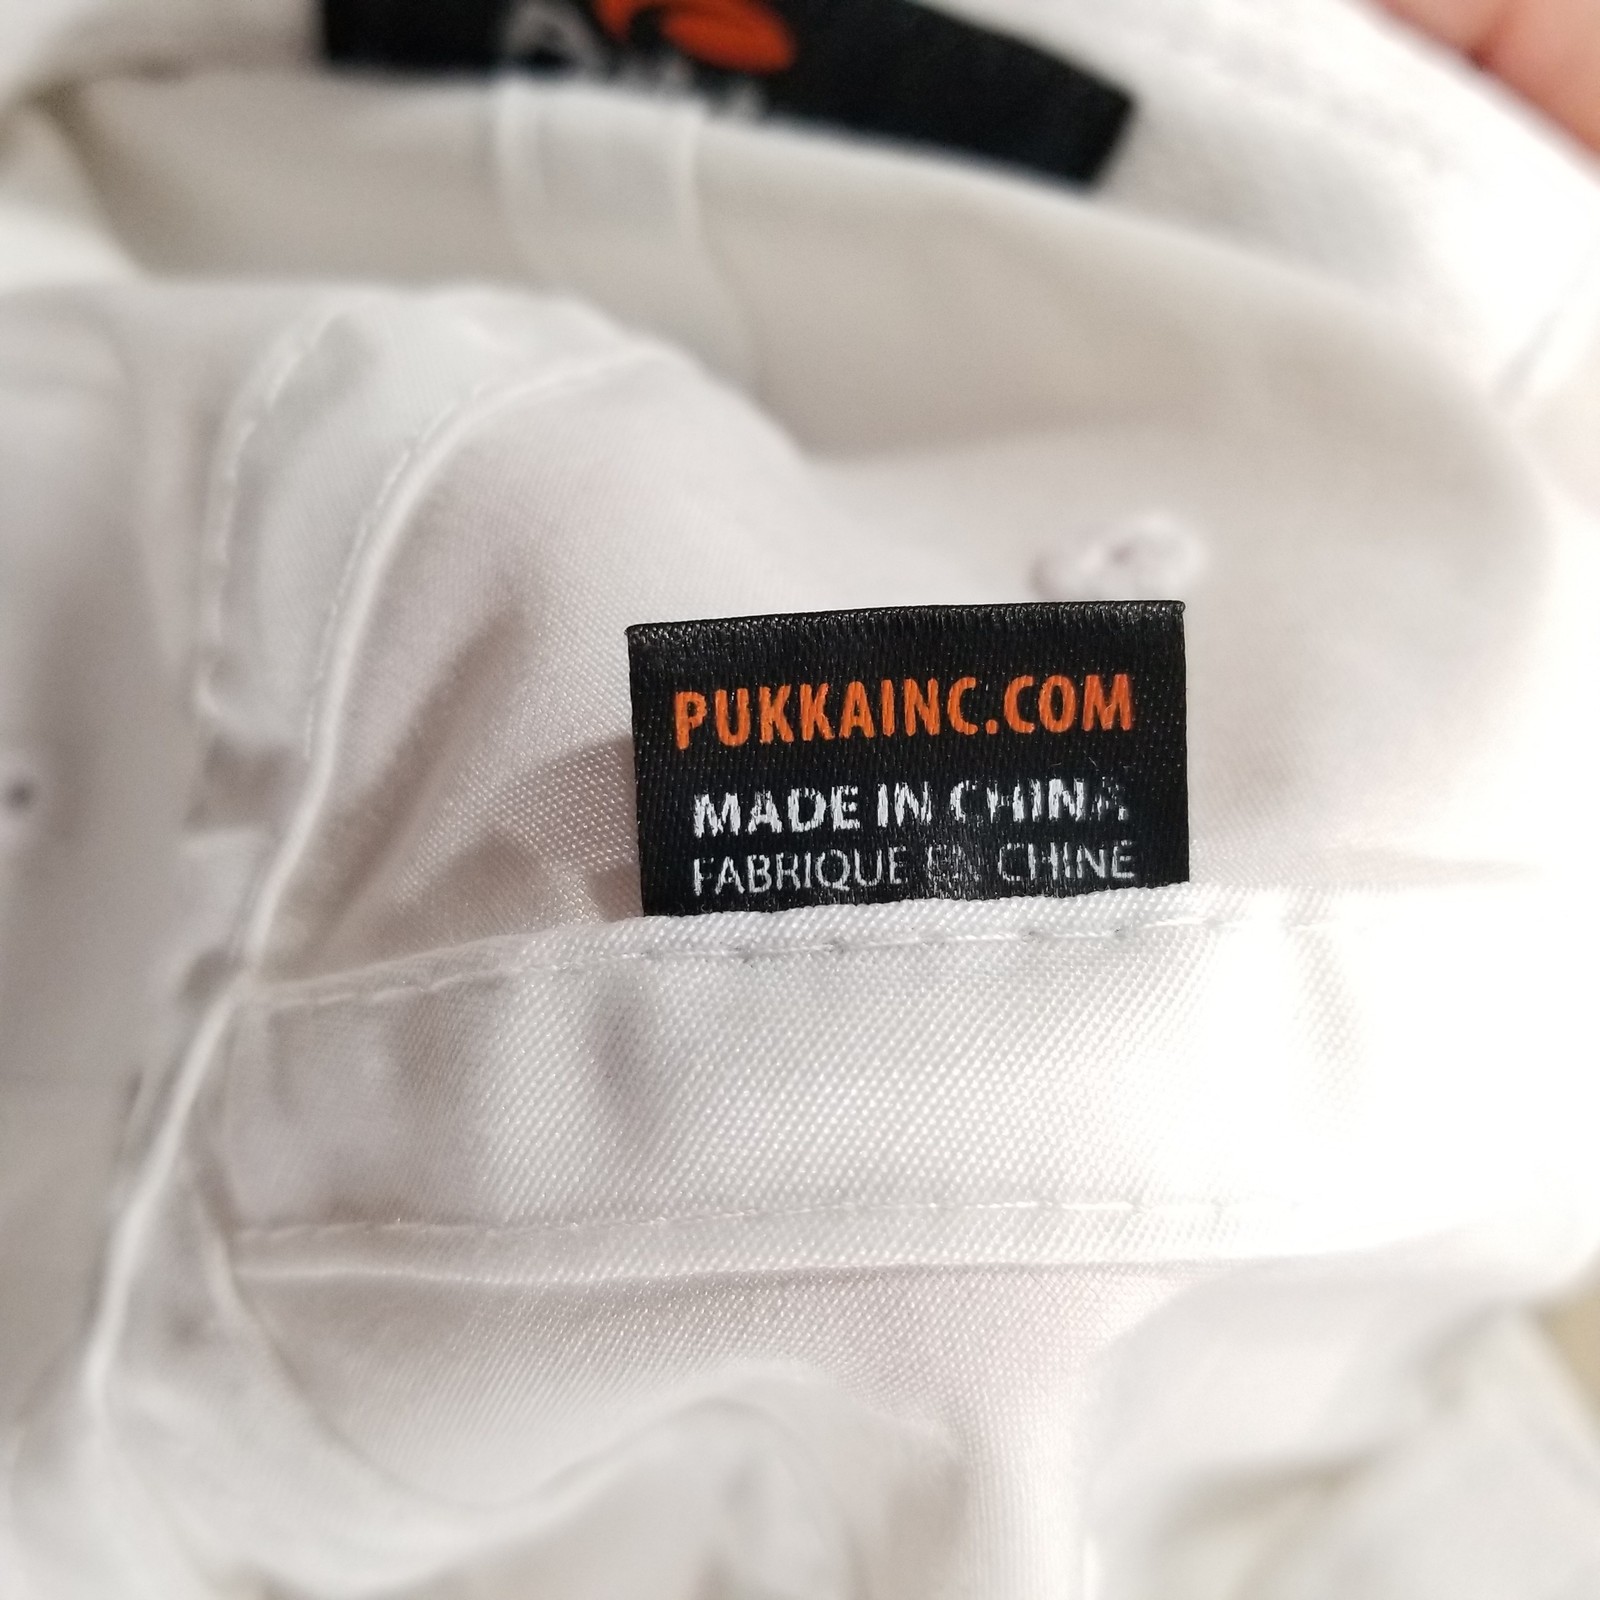 PUKKAINC.COM
MADE IN CHINA
FABRIQUE EN CHINE